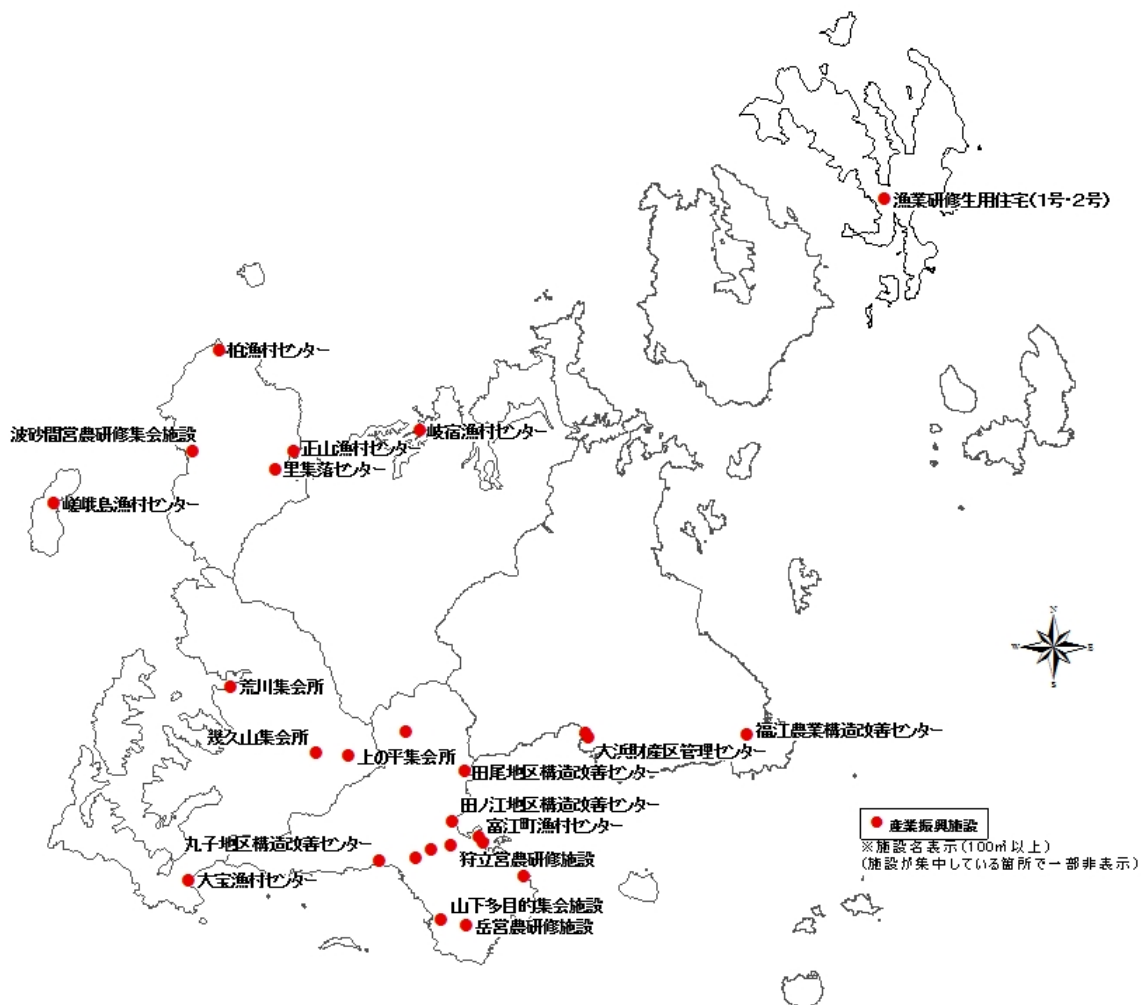 漁業研修生用住宅(1号・2号)
柏漁村センター
岐宿漁村センター
波砂間営農研修集会施設
正山漁村センター
里集落センター
嵯峨島漁村センター
N
W
E
S
荒川集会所
幾久山集会所
上の平集会所
福江農業構造改善センター
大浜財産区管理センター
田尾地区構造改善センター
田ノ江地区構造改善センター
富江町漁村センター
丸子地区構造改善センター
狩立営農研修施設
大宝漁村センター
山下多目的集会施設
岳営農研修施設
産業振興施設
※施設名表示(100㎡以上)
(施設が集中している箇所で一部非表示)